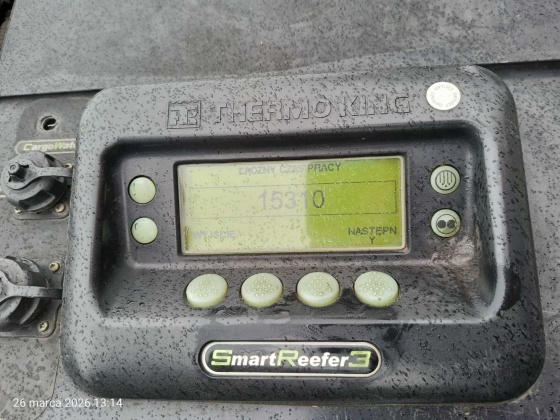 THERMO KING
CargoWatch
ŁĄCZNY CZAS PRACY
15310
WYJŚCIE
NASTĘPN
Y
SmartReefer3
26 marca 2026 13:14